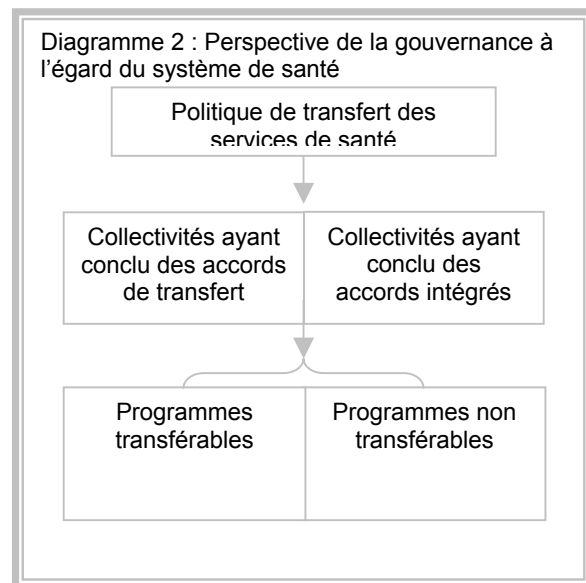 Diagramme 2 : Perspective de la gouvernance à
l’égard du système de santé
Politique de transfert des
services de santé
Collectivités ayant
conclu des accords
de transfert
Collectivités ayant
conclu des
accords intégrés
Programmes
transférables
Programmes non
transférables